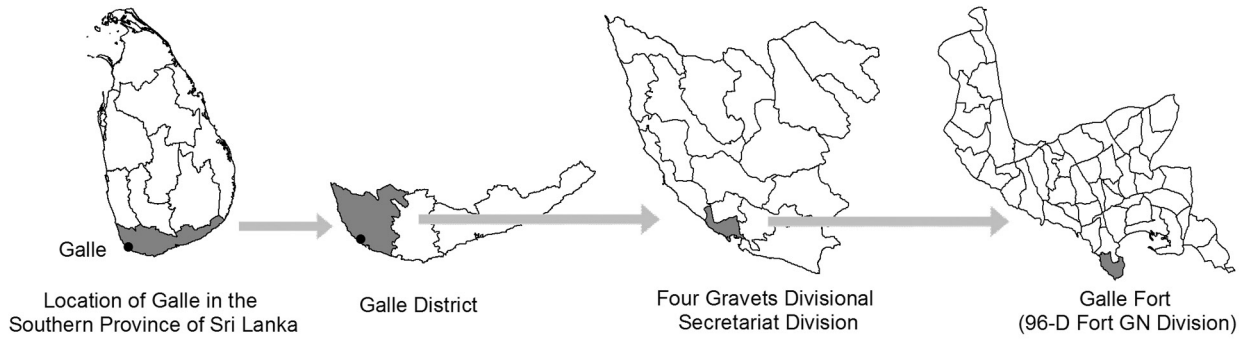 Galle
Location of Galle in the
Southern Province of Sri Lanka
Galle District
Four Gravets Divisional
Secretariat Division
Galle Fort
(96-D Fort GN Division)